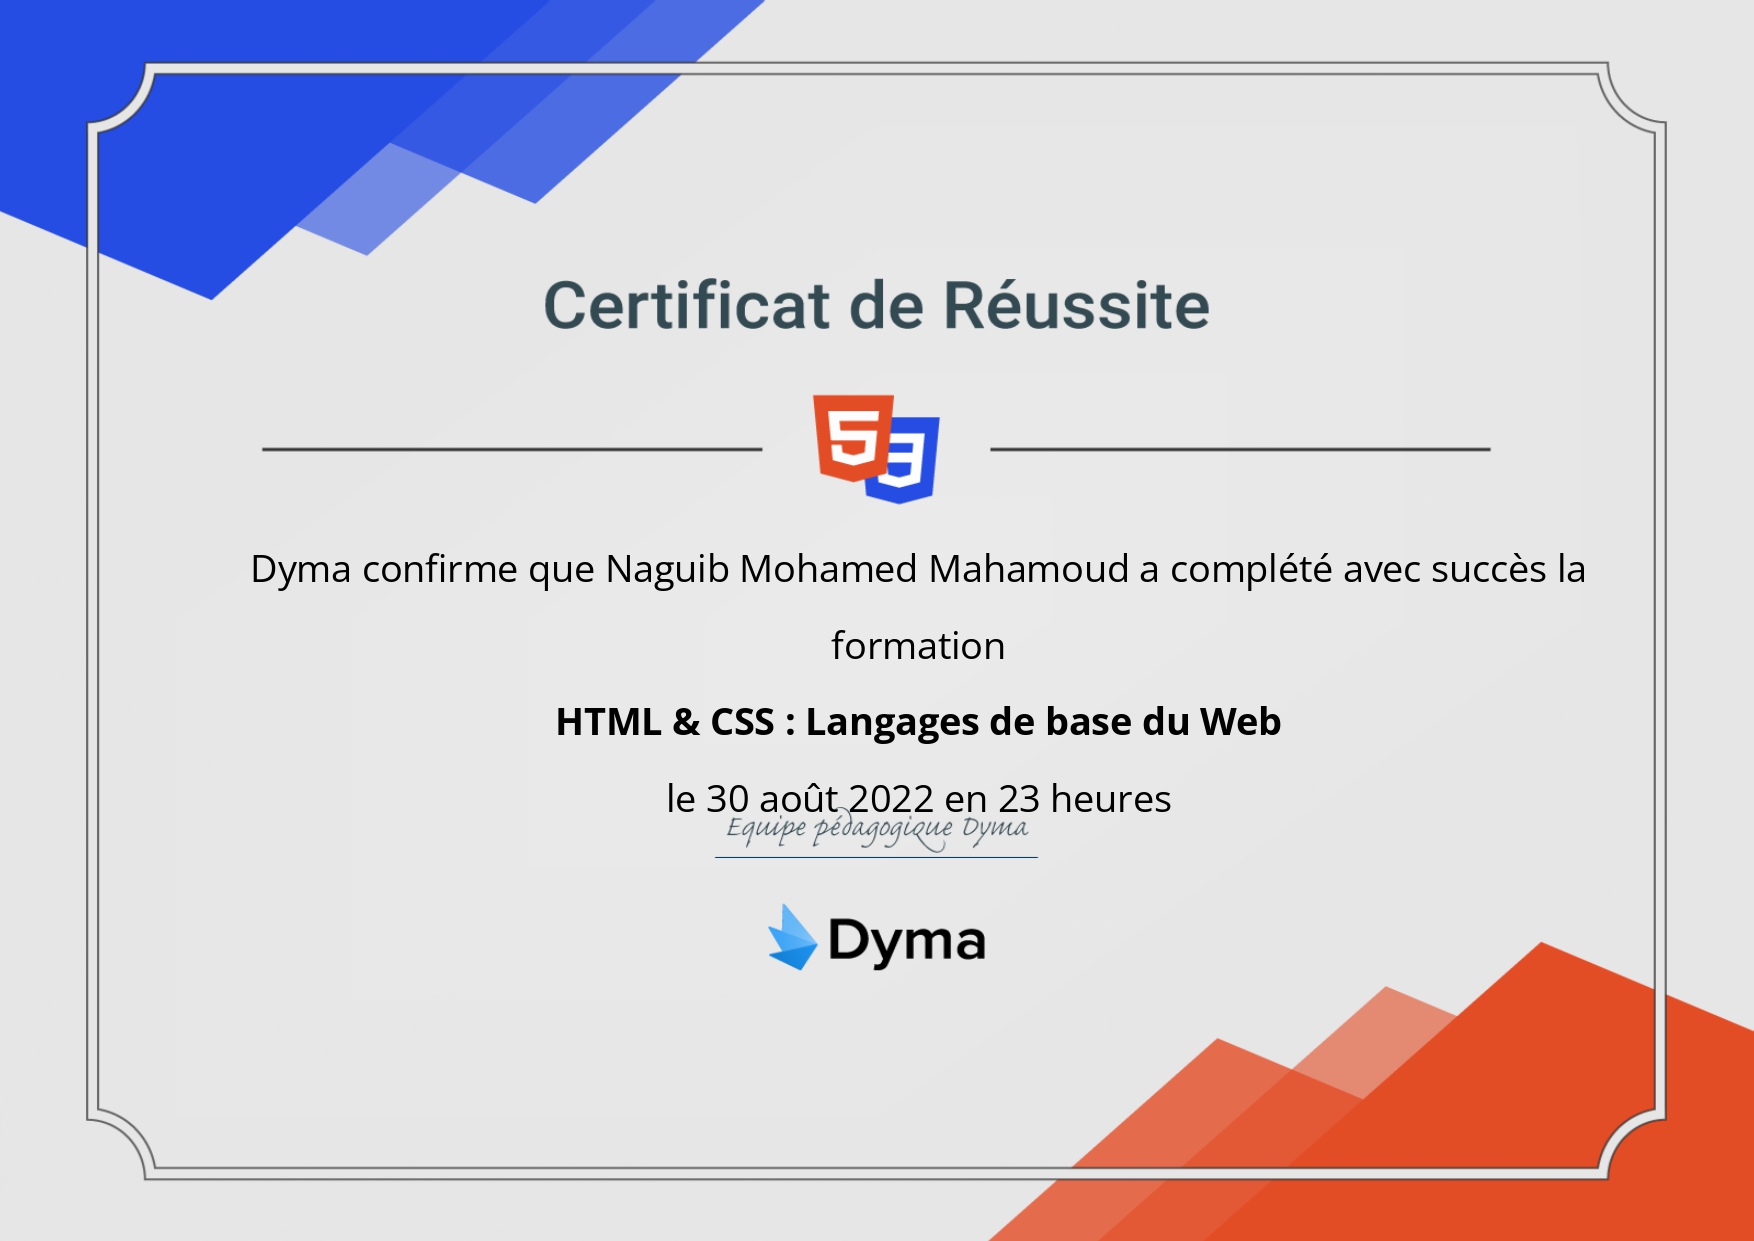 Certificat de Réussite
5
3
Dyma confirme que Naguib Mohamed Mahamoud a complété avec succès la
formation
HTML & CSS : Langages de base du Web
le 30 août 2022 en 23 heures
Equipe pédagogique Dyma
Dyma